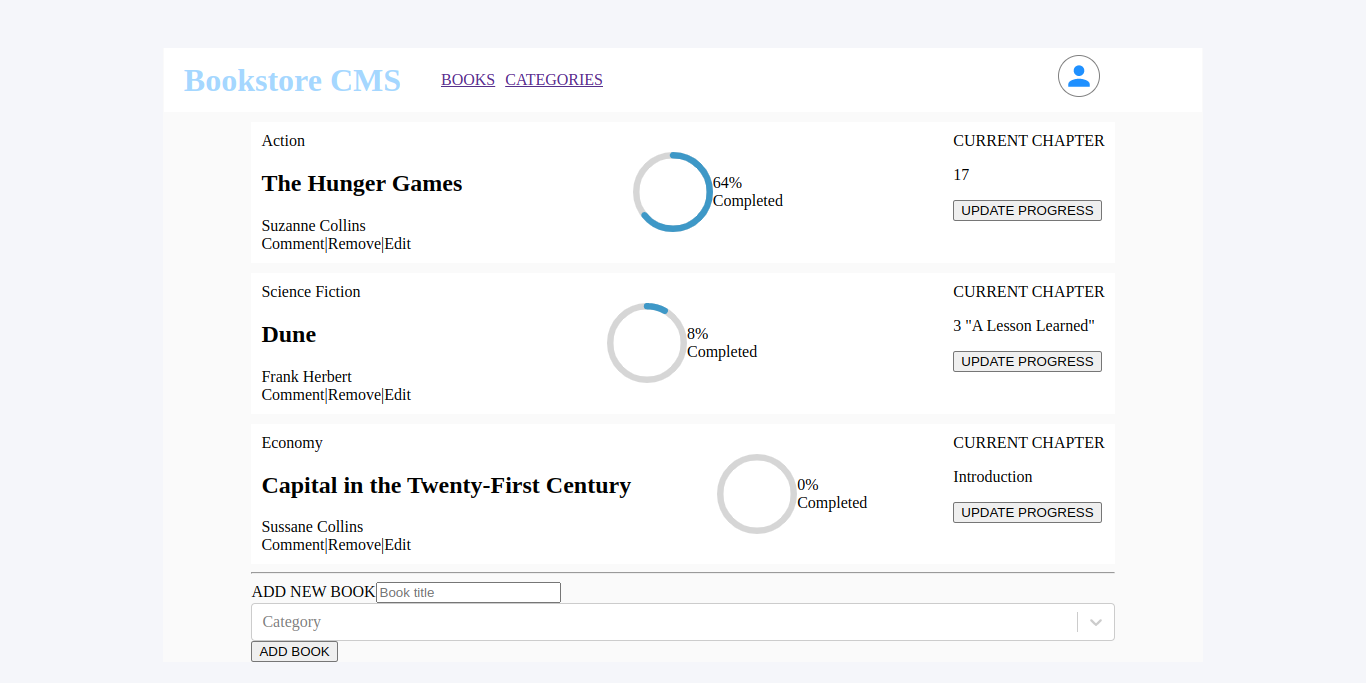 Bookstore CMS
BOOKS CATEGORIES
Action
The Hunger Games
Suzanne Collins
Comment|Remove|Edit
64%
Completed
CURRENT CHAPTER
17
UPDATE PROGRESS
Science Fiction
Dune
Frank Herbert
Comment|Remove|Edit
8%
Completed
CURRENT CHAPTER
3 "A Lesson Learned"
UPDATE PROGRESS
Economy
Capital in the Twenty-First Century
Sussane Collins
Comment|Remove|Edit
0%
Completed
CURRENT CHAPTER
Introduction
UPDATE PROGRESS
ADD NEW BOOK Book title
Category
ADD BOOK